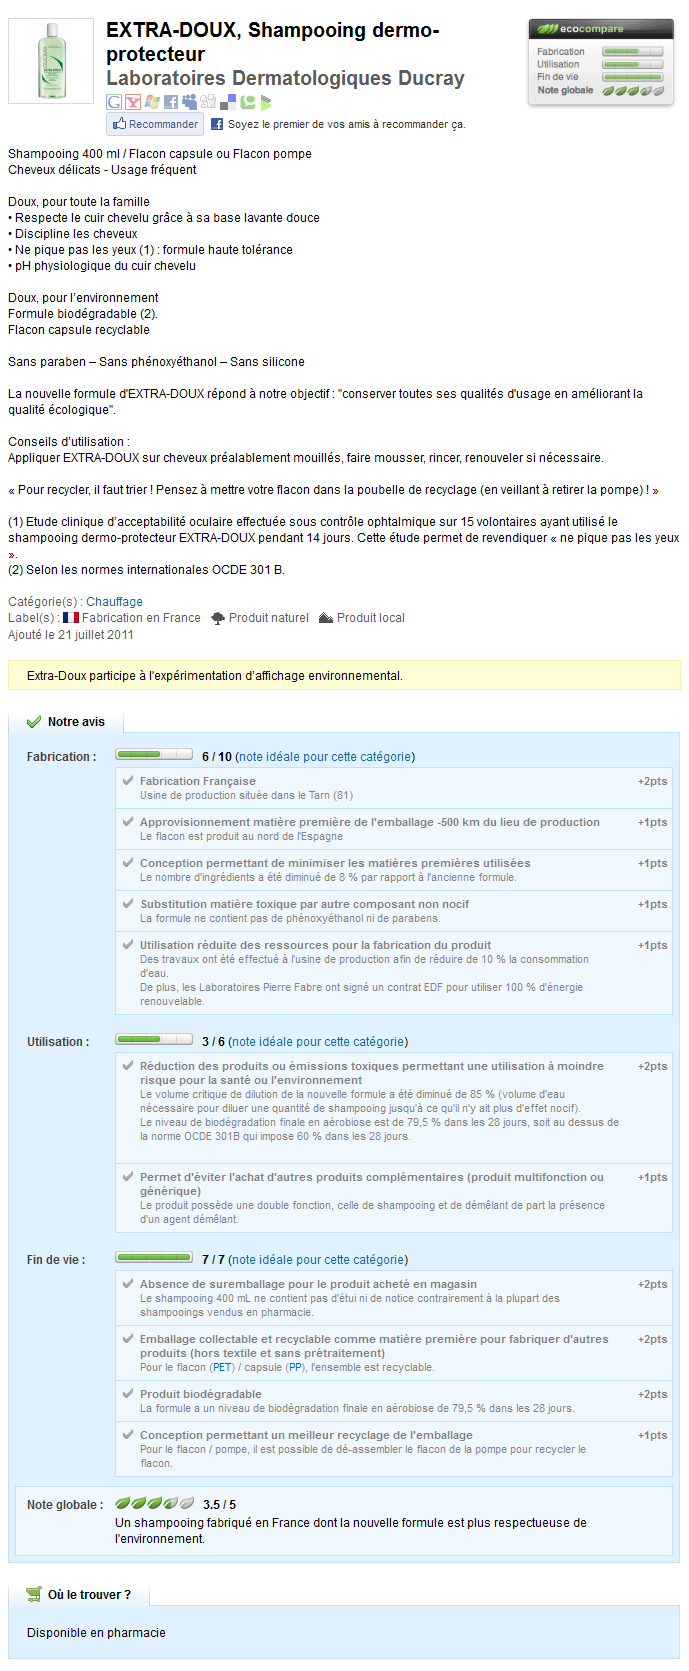 EXTRA-DOUX, Shampooing dermo-
protecteur
Laboratoires Dermatologiques Ducray
Recommander
Soyez le premier de vos amis à recommander ça.
ecocompare
Fabrication
Utilisation
Fin de vie
Note globale
Shampooing 400 ml / Flacon capsule ou Flacon pompe
Cheveux délicats - Usage fréquent
Doux, pour toute la famille
• Respecte le cuir chevelu grâce à sa base lavante douce
• Discipline les cheveux
• Ne pique pas les yeux (1) : formule haute tolérance
• pH physiologique du cuir chevelu
Doux, pour l’environnement
Formule biodégradable (2).
Flacon capsule recyclable
Sans paraben – Sans phénoxyéthanol – Sans silicone
La nouvelle formule d'EXTRA-DOUX répond à notre objectif : "conserver toutes ses qualités d'usage en améliorant la
qualité écologique".
Conseils d’utilisation :
Appliquer EXTRA-DOUX sur cheveux préalablement mouillés, faire mousser, rincer, renouveler si nécessaire.
« Pour recycler, il faut trier ! Pensez à mettre votre flacon dans la poubelle de recyclage (en veillant à retirer la pompe) ! »
(1) Etude clinique d’acceptabilité oculaire effectuée sous contrôle ophtalmique sur 15 volontaires ayant utilisé le
shampooing dermo-protecteur EXTRA-DOUX pendant 14 jours. Cette étude permet de revendiquer « ne pique pas les yeux
».
(2) Selon les normes internationales OCDE 301 B.
Catégorie(s) : Chauffage
Label(s) : Fabrication en France Produit naturel Produit local
Ajouté le 21 juillet 2011
Extra-Doux participe à l'expérimentation d’affichage environnemental.
Notre avis
Fabrication : 6 / 10 (note idéale pour cette catégorie)
Fabrication Française +2pts
Usine de production située dans le Tarn (81)
Approvisionnement matière première de l'emballage -500 km du lieu de production +1pts
Le flacon est produit au nord de l'Espagne
Conception permettant de minimiser les matières premières utilisées +1pts
Le nombre d'ingrédients a été diminué de 8 % par rapport à l'ancienne formule.
Substitution matière toxique par autre composant non nocif +1pts
La formule ne contient pas de phénoxyéthanol ni de parabens.
Utilisation réduite des ressources pour la fabrication du produit +1pts
Des travaux ont été effectué à l'usine de production afin de réduire de 10 % la consommation
d'eau.
De plus, les Laboratoires Pierre Fabre ont signé un contrat EDF pour utiliser 100 % d'énergie
renouvelable.
Utilisation : 3 / 6 (note idéale pour cette catégorie)
Réduction des produits ou émissions toxiques permettant une utilisation à moindre +2pts
risque pour la santé ou l'environnement
Le volume critique de dilution de la nouvelle formule a été diminué de 85 % (volume d'eau
nécessaire pour diluer une quantité de shampooing jusqu'à ce qu'il n'y ait plus d'effet nocif).
Le niveau de biodégradation finale en aérobiose est de 79,5 % dans les 28 jours, soit au dessus de
la norme OCDE 301B qui impose 60 % dans les 28 jours.
Permet d'éviter l'achat d'autres produits complémentaires (produit multifonction ou +1pts
générique)
Le produit possède une double fonction, celle de shampooing et de démêlant de part la présence
d'un agent démêlant.
Fin de vie : 7 / 7 (note idéale pour cette catégorie)
Absence de suremballage pour le produit acheté en magasin +2pts
Le shampooing 400 mL ne contient pas d'étui ni de notice contrairement à la plupart des
shampooings vendus en pharmacie.
Emballage collectable et recyclable comme matière première pour fabriquer d'autres +2pts
produits (hors textile et sans prétraitement)
Pour le flacon (PET) / capsule (PP), l'ensemble est recyclable.
Produit biodégradable +2pts
La formule a un niveau de biodégradation finale en aérobiose de 79,5 % dans les 28 jours.
Conception permettant un meilleur recyclage de l'emballage +1pts
Pour le flacon / pompe, il est possible de dé-assembler le flacon de la pompe pour recycler le
flacon.
Note globale : 3.5 / 5
Un shampooing fabriqué en France dont la nouvelle formule est plus respectueuse de
l'environnement.
Où le trouver ?
Disponible en pharmacie